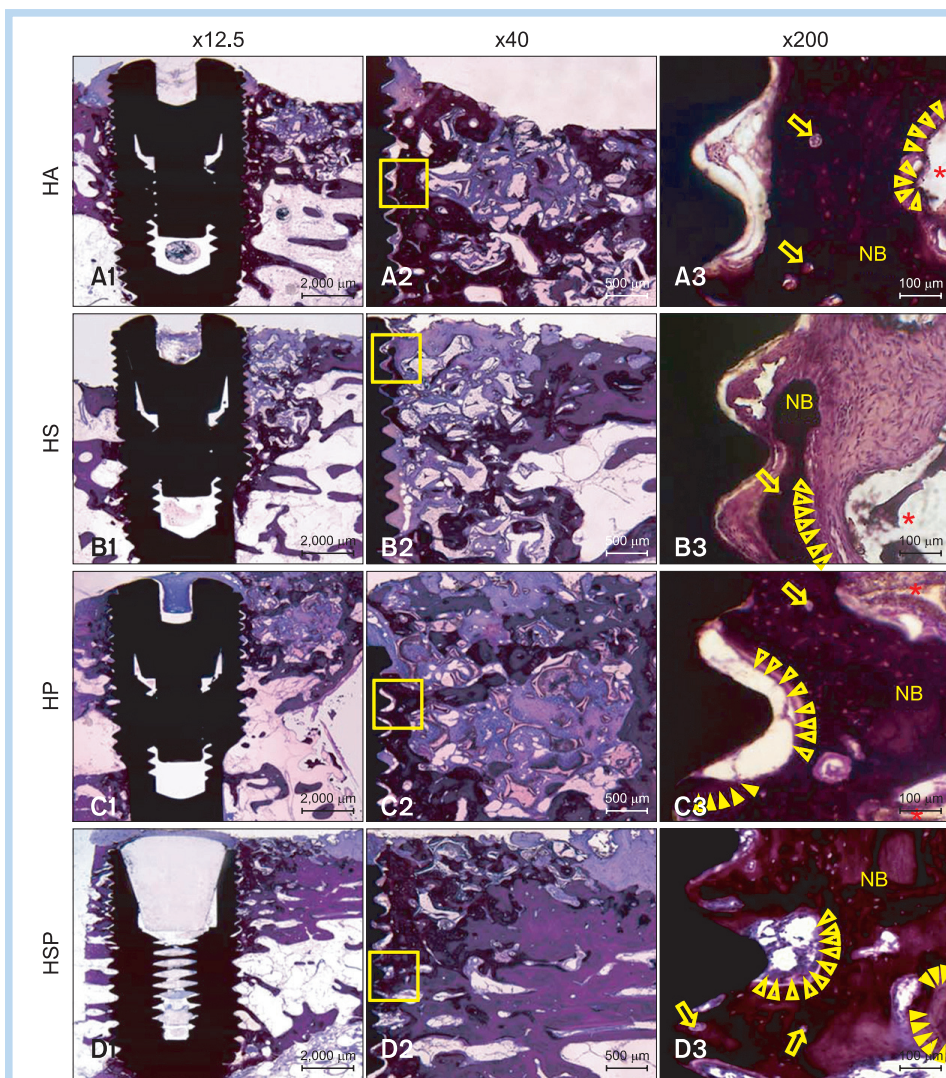 x12.5 x40 x200
HA
A1 2,000 μm A2 500 μm A3 NB * 100 μm
HS
B1 2,000 μm B2 500 μm B3 NB * 100 μm
HP
C1 2,000 μm C2 500 μm C3 NB * * 100 μm
HSP
D1 2,000 μm D2 500 μm D3 NB 100 μm